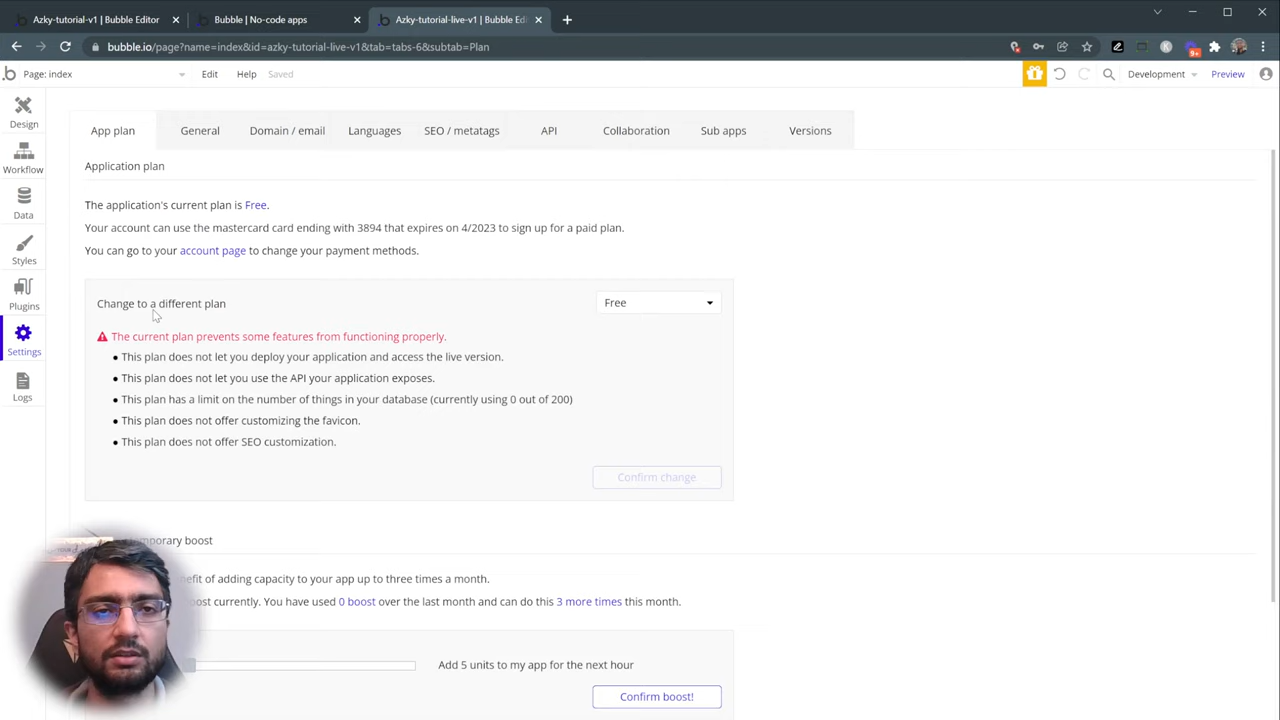 Azky-tutorial-v1 | Bubble Editor
Bubble | No-code apps
Azky-tutorial-live-v1 | Bubble Edi
bubble.io/page?name=index&id=azky-tutorial-live-v1&tab=tabs-6&subtab=Plan
9+
Page: index
Edit
Help
Saved
Development
Preview
Design
Workflow
Data
Styles
Plugins
Settings
Logs
App plan
General
Domain / email
Languages
SEO / metatags
API
Collaboration
Sub apps
Versions
Application plan
The application's current plan is Free.
Your account can use the mastercard card ending with 3894 that expires on 4/2023 to sign up for a paid plan.
You can go to your account page to change your payment methods.
Change to a different plan
Free
The current plan prevents some features from functioning properly.
This plan does not let you deploy your application and access the live version.
This plan does not let you use the API your application exposes.
This plan has a limit on the number of things in your database (currently using 0 out of 200)
This plan does not offer customizing the favicon.
This plan does not offer SEO customization.
Confirm change
boost
of adding capacity to your app up to three times a month.
currently. You have used 0 boost over the last month and can do this 3 more times this month.
Add 5 units to my app for the next hour
Confirm boost!